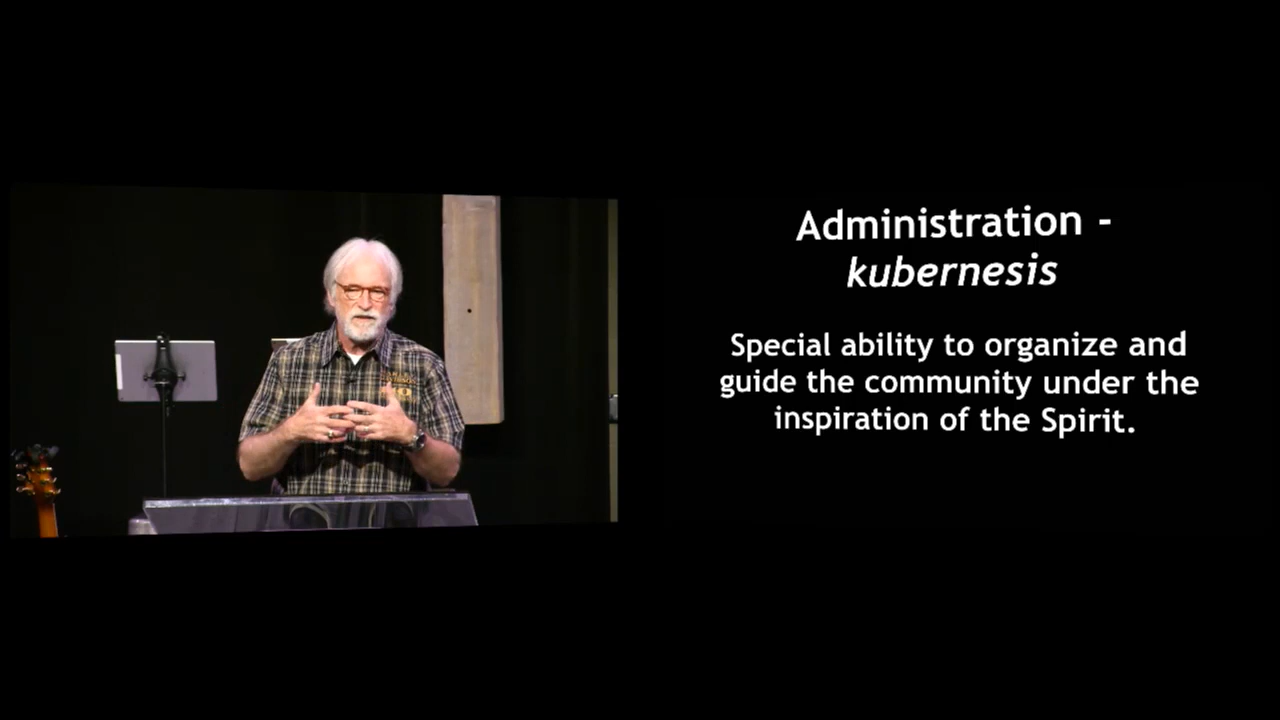 Administration -
kubernesis
Special ability to organize and
guide the community under the
inspiration of the Spirit.